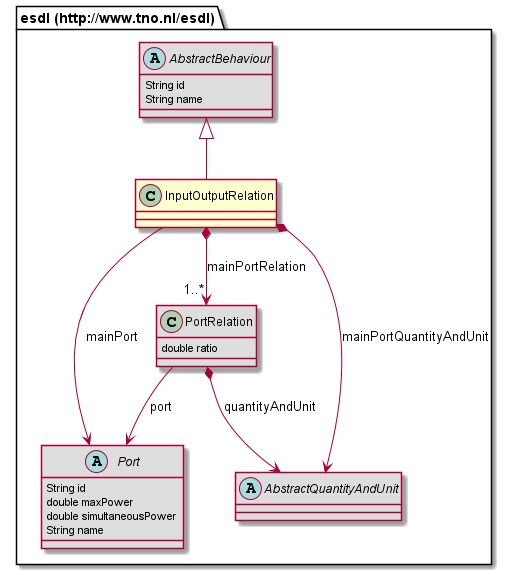 esdl (http://www.tno.nl/esdl)
A AbstractBehaviour
String id
String name
C InputOutputRelation
mainPortRelation
1..*
C PortRelation
double ratio
mainPort
mainPortQuantityAndUnit
port
quantityAndUnit
A Port
String id
double maxPower
double simultaneousPower
String name
A AbstractQuantityAndUnit